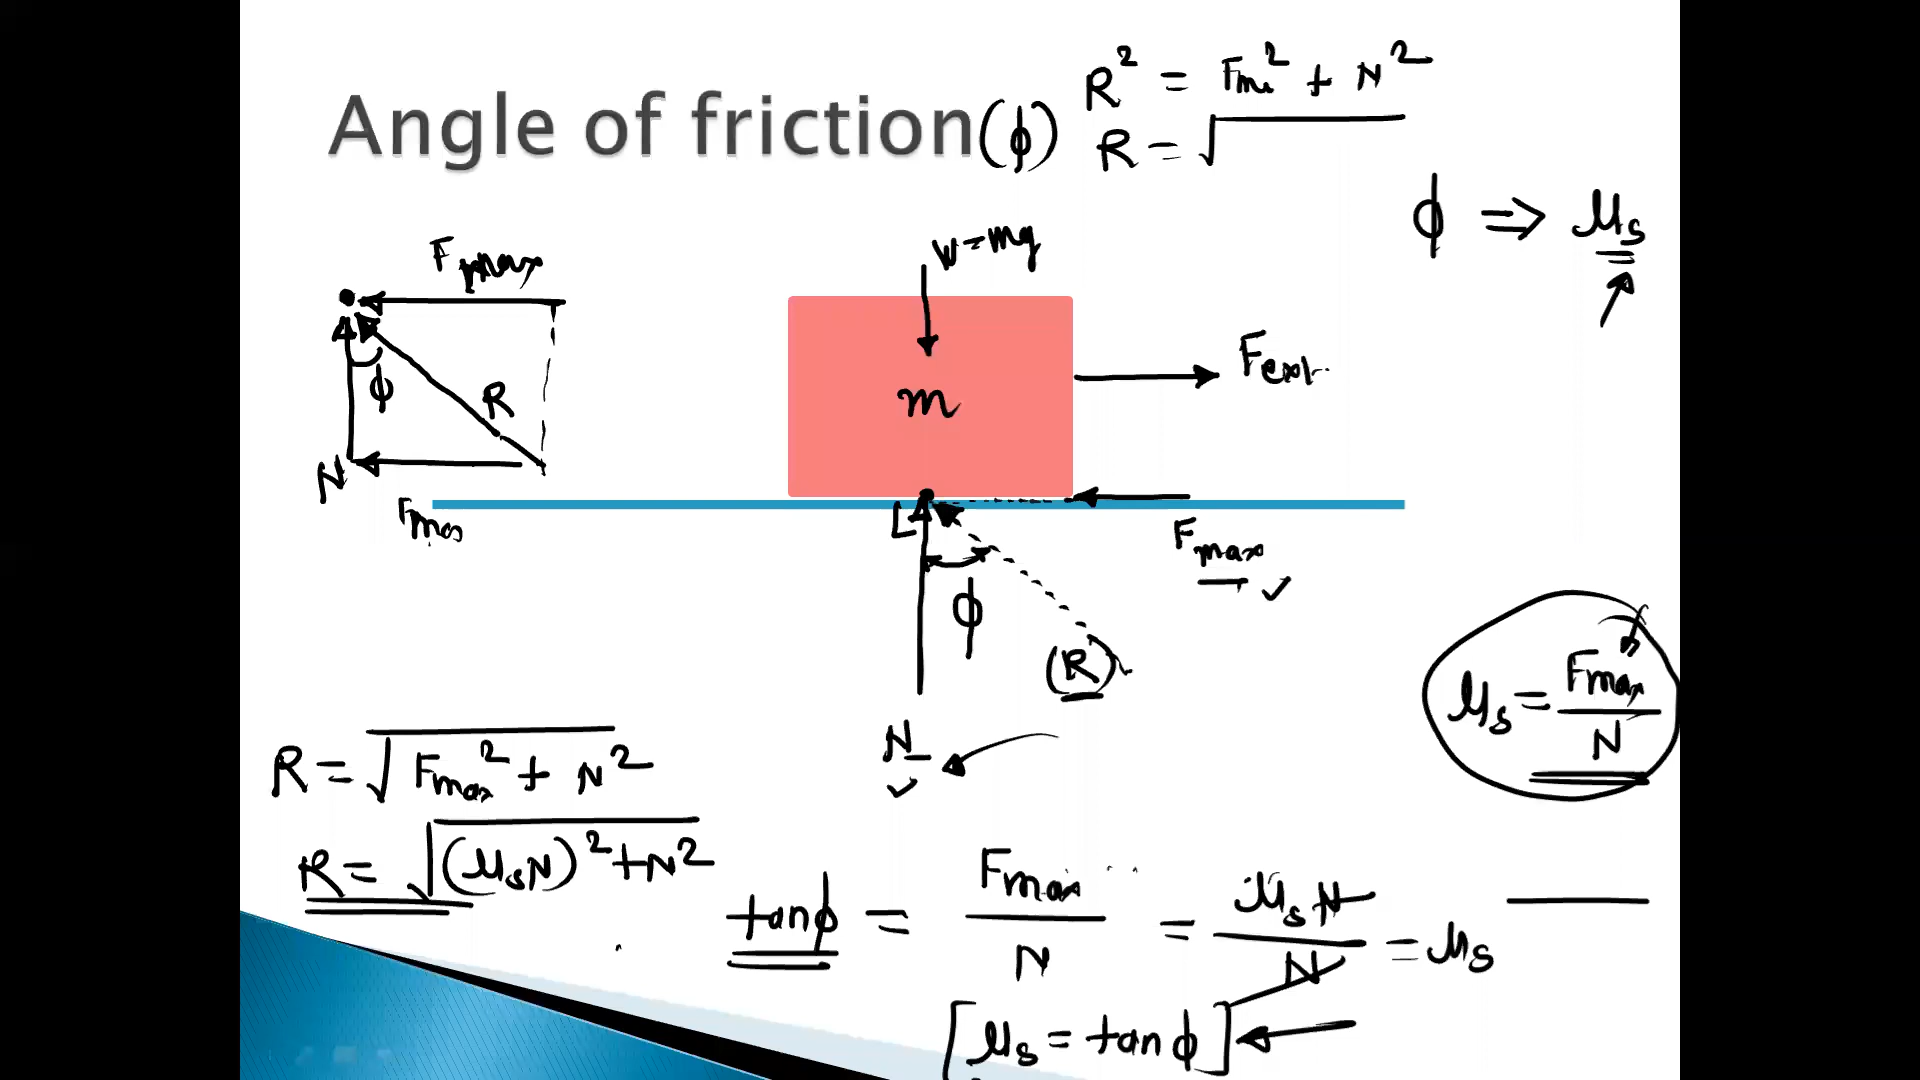 Angle of friction(ϕ)
R² = Fm² + N²
R = √
ϕ ⇒ μs
W=mg
Fmax
m
Fext.
ϕ
R
N
Fmax
Fmax
ϕ
(R)
N
μs = Fmax/N
R = √Fmax² + N²
R = √(μsN)² + N²
tanϕ = Fmax/N = μsN/N = μs
[μs = tanϕ]